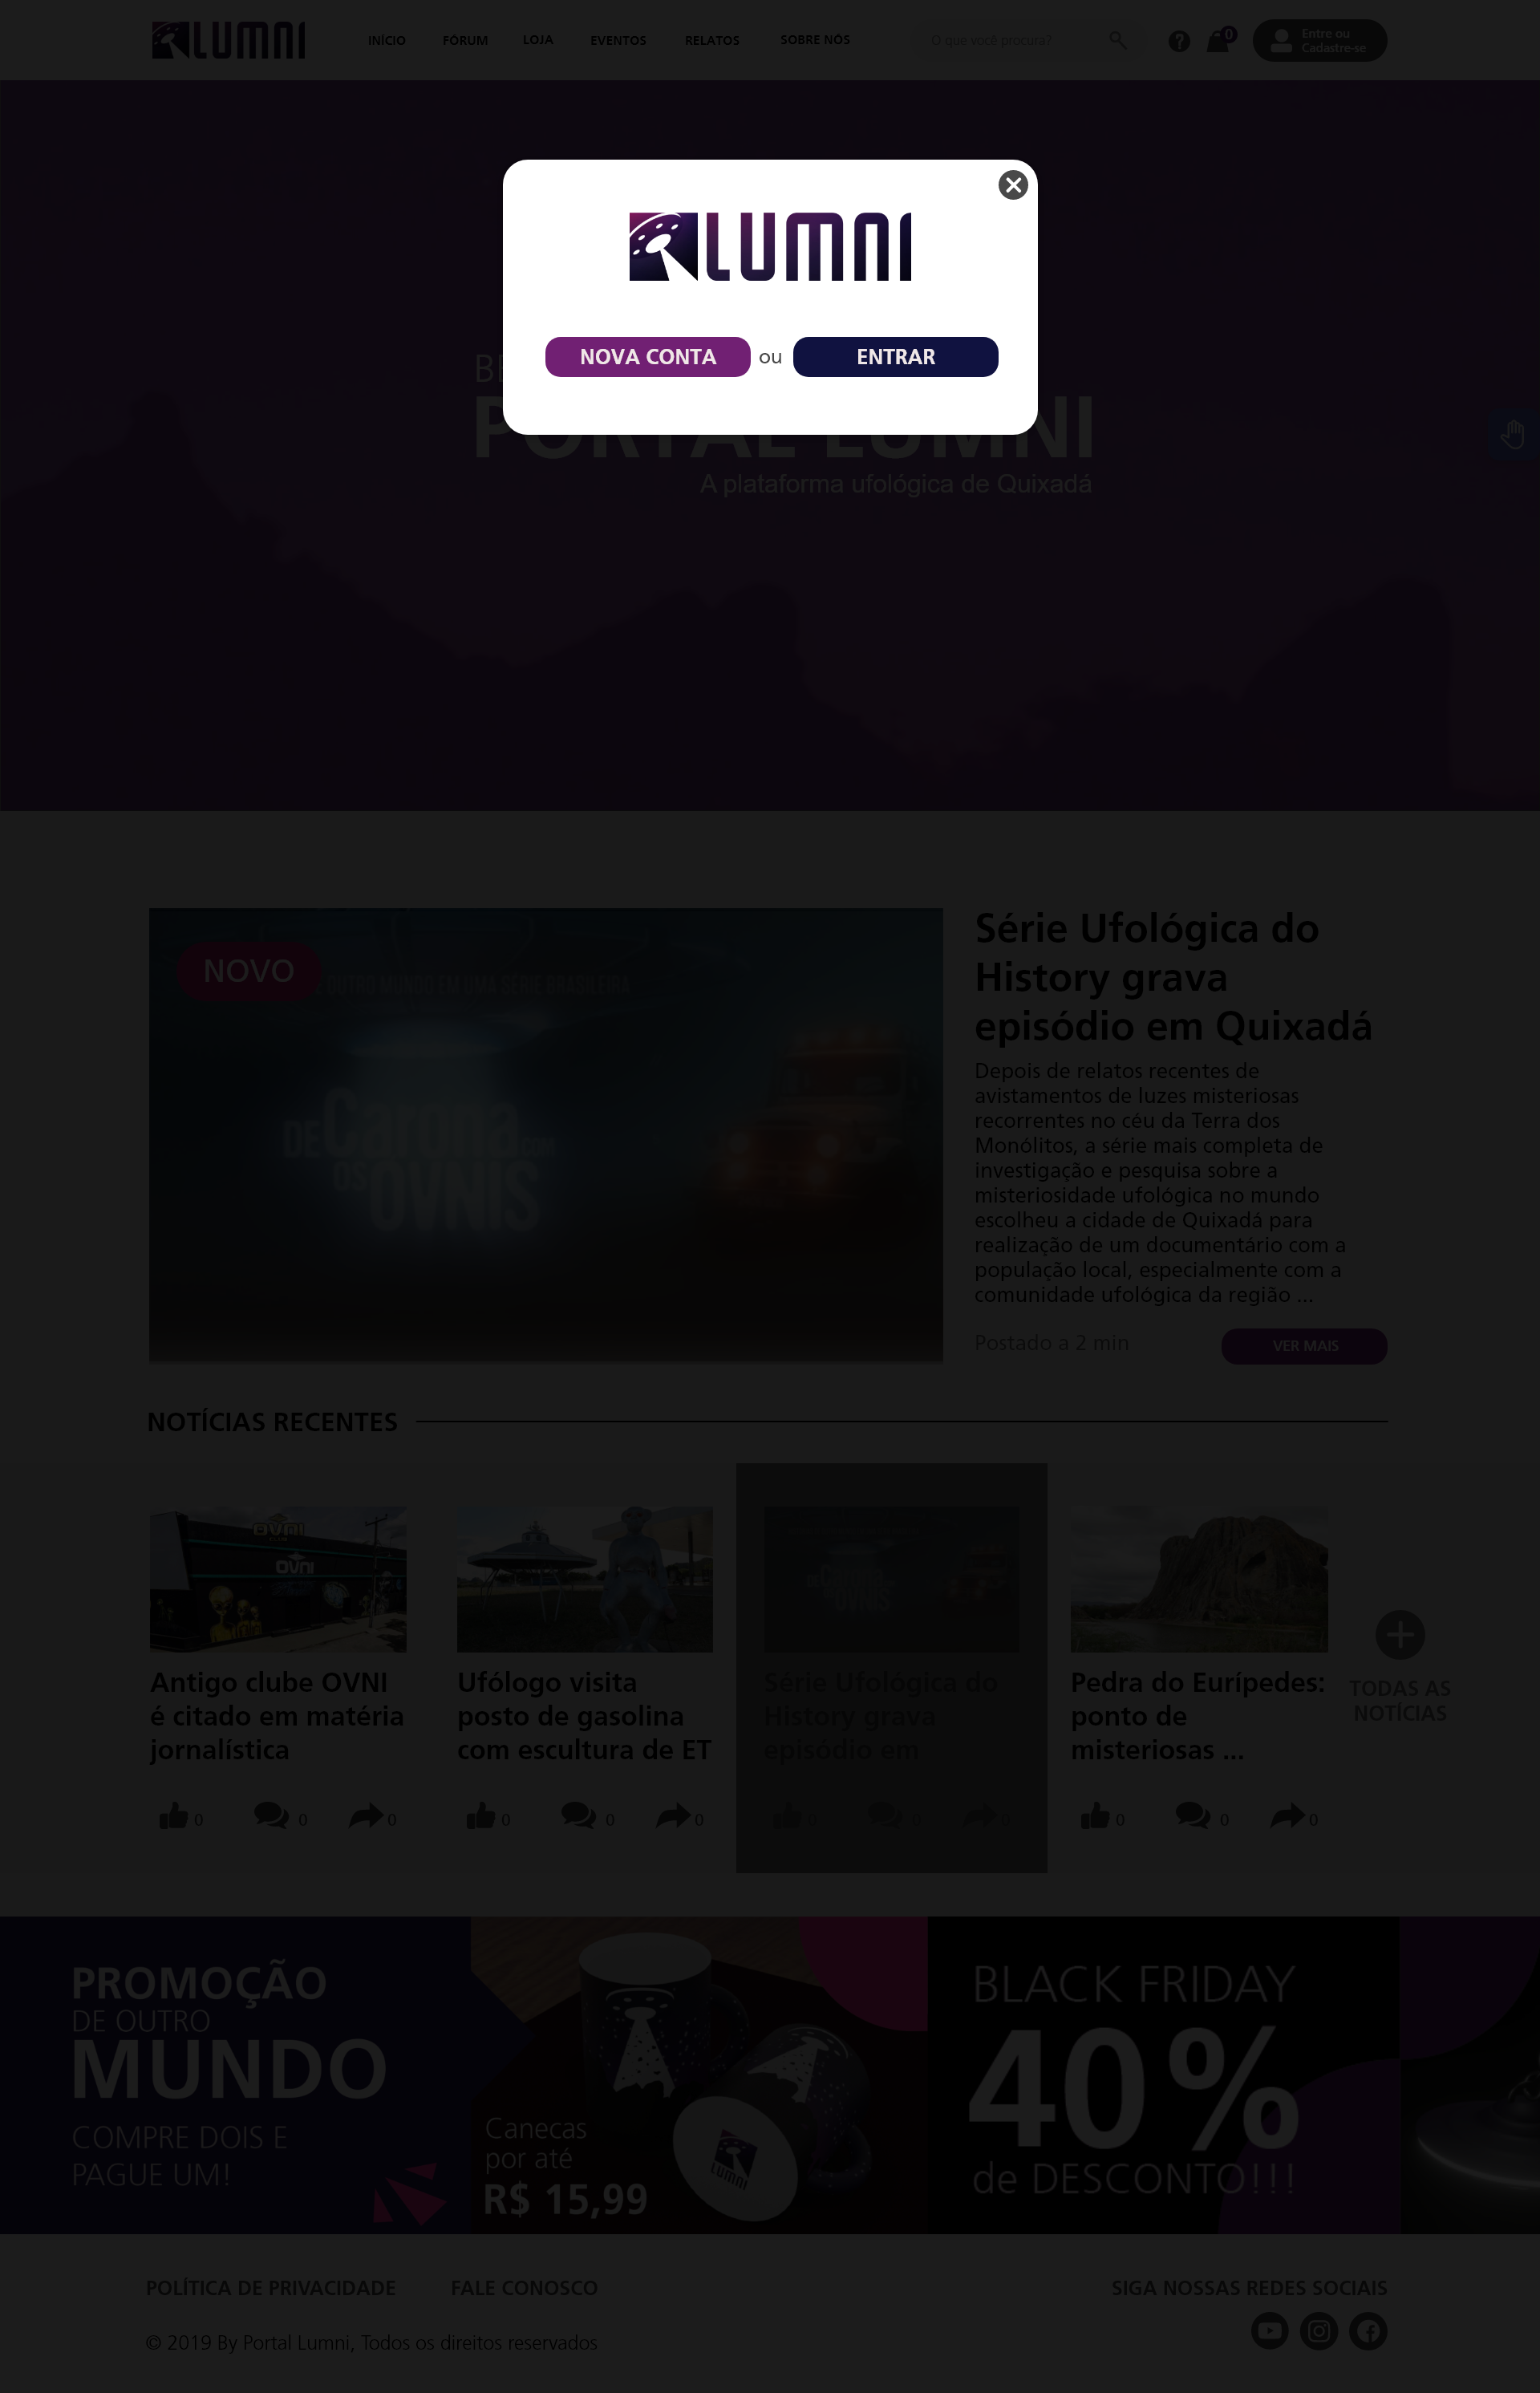 LUMNI
INÍCIO
FÓRUM
LOJA
EVENTOS
RELATOS
SOBRE NÓS
O que você procura?
0
Entre ou
Cadastre-se
LUMNI
NOVA CONTA
ou
ENTRAR
PORTAL LUMNI
A plataforma ufológica de Quixadá
NOVO
OUTRO MUNDO EM UMA SÉRIE BRASILEIRA
DE Carona com
OS OVNIS
Série Ufológica do
History grava
episódio em Quixadá
Depois de relatos recentes de
avistamentos de luzes misteriosas
recorrentes no céu da Terra dos
Monólitos, a série mais completa de
investigação e pesquisa sobre a
misteriosidade ufológica no mundo
escolheu a cidade de Quixadá para
realização de um documentário com a
população local, especialmente com a
comunidade ufológica da região ...
Postado a 2 min
VER MAIS
NOTÍCIAS RECENTES
OVNI
OVNI
Antigo clube OVNI
é citado em matéria
jornalística
0
0
0
Ufólogo visita
posto de gasolina
com escultura de ET
0
0
0
DE Carona
OS OVNIS
Série Ufológica do
History grava
episódio em
0
0
0
Pedra do Eurípedes:
ponto de
misteriosas ...
0
0
0
TODAS AS
NOTÍCIAS
PROMOÇÃO
DE OUTRO
MUNDO
COMPRE DOIS E
PAGUE UM!
Canecas
por até
R$ 15,99
LUMNI
BLACK FRIDAY
40%
de DESCONTO!!!
POLÍTICA DE PRIVACIDADE
FALE CONOSCO
SIGA NOSSAS REDES SOCIAIS
© 2019 By Portal Lumni, Todos os direitos reservados